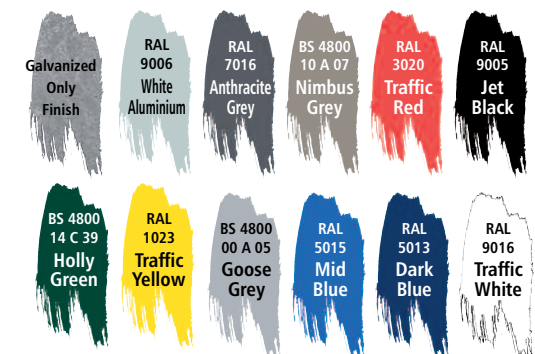 Galvanized
Only
Finish
RAL
9006
White
Aluminium
RAL
7016
Anthracite
Grey
BS 4800
10 A 07
Nimbus
Grey
RAL
3020
Traffic
Red
RAL
9005
Jet
Black
BS 4800
14 C 39
Holly
Green
RAL
1023
Traffic
Yellow
BS 4800
00 A 05
Goose
Grey
RAL
5015
Mid
Blue
RAL
5013
Dark
Blue
RAL
9016
Traffic
White